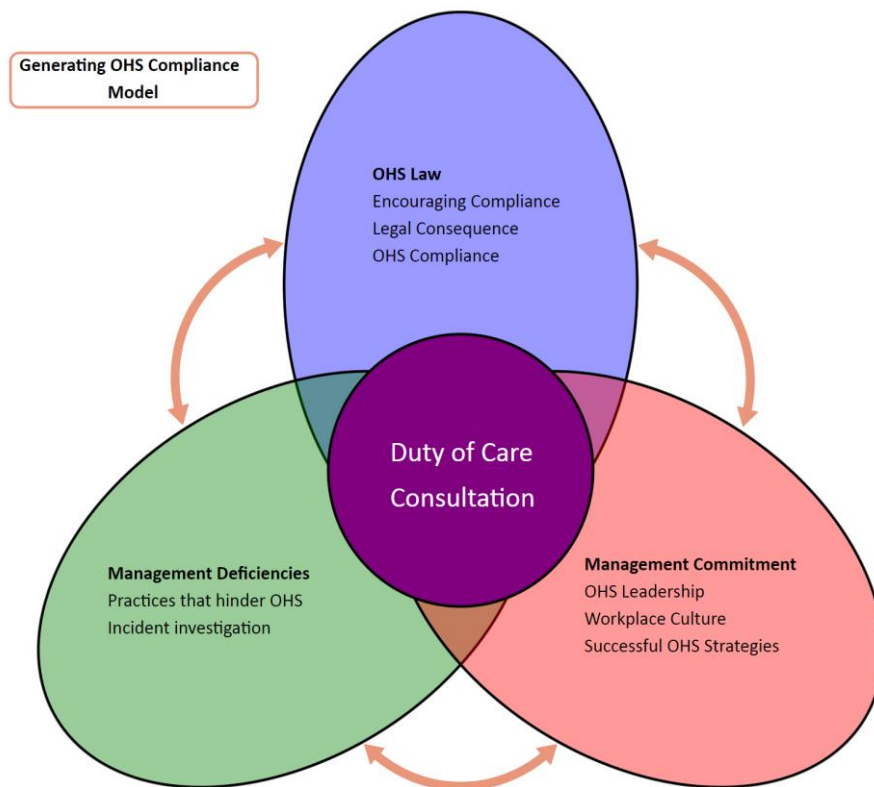 Generating OHS Compliance
Model
OHS Law
Encouraging Compliance
Legal Consequence
OHS Compliance
Duty of Care
Consultation
Management Deficiencies
Practices that hinder OHS
Incident investigation
Management Commitment
OHS Leadership
Workplace Culture
Successful OHS Strategies